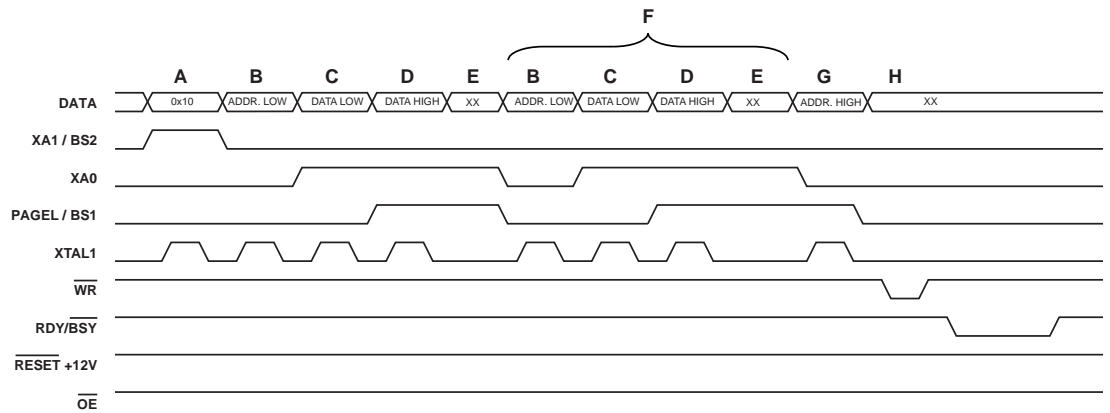 F
A B C D E B C D E G H
DATA 0x10 ADDR. LOW DATA LOW DATA HIGH XX ADDR. LOW DATA LOW DATA HIGH XX ADDR. HIGH XX
XA1 / BS2
XA0
PAGEL / BS1
XTAL1
WR
RDY/BSY
RESET +12V
OE